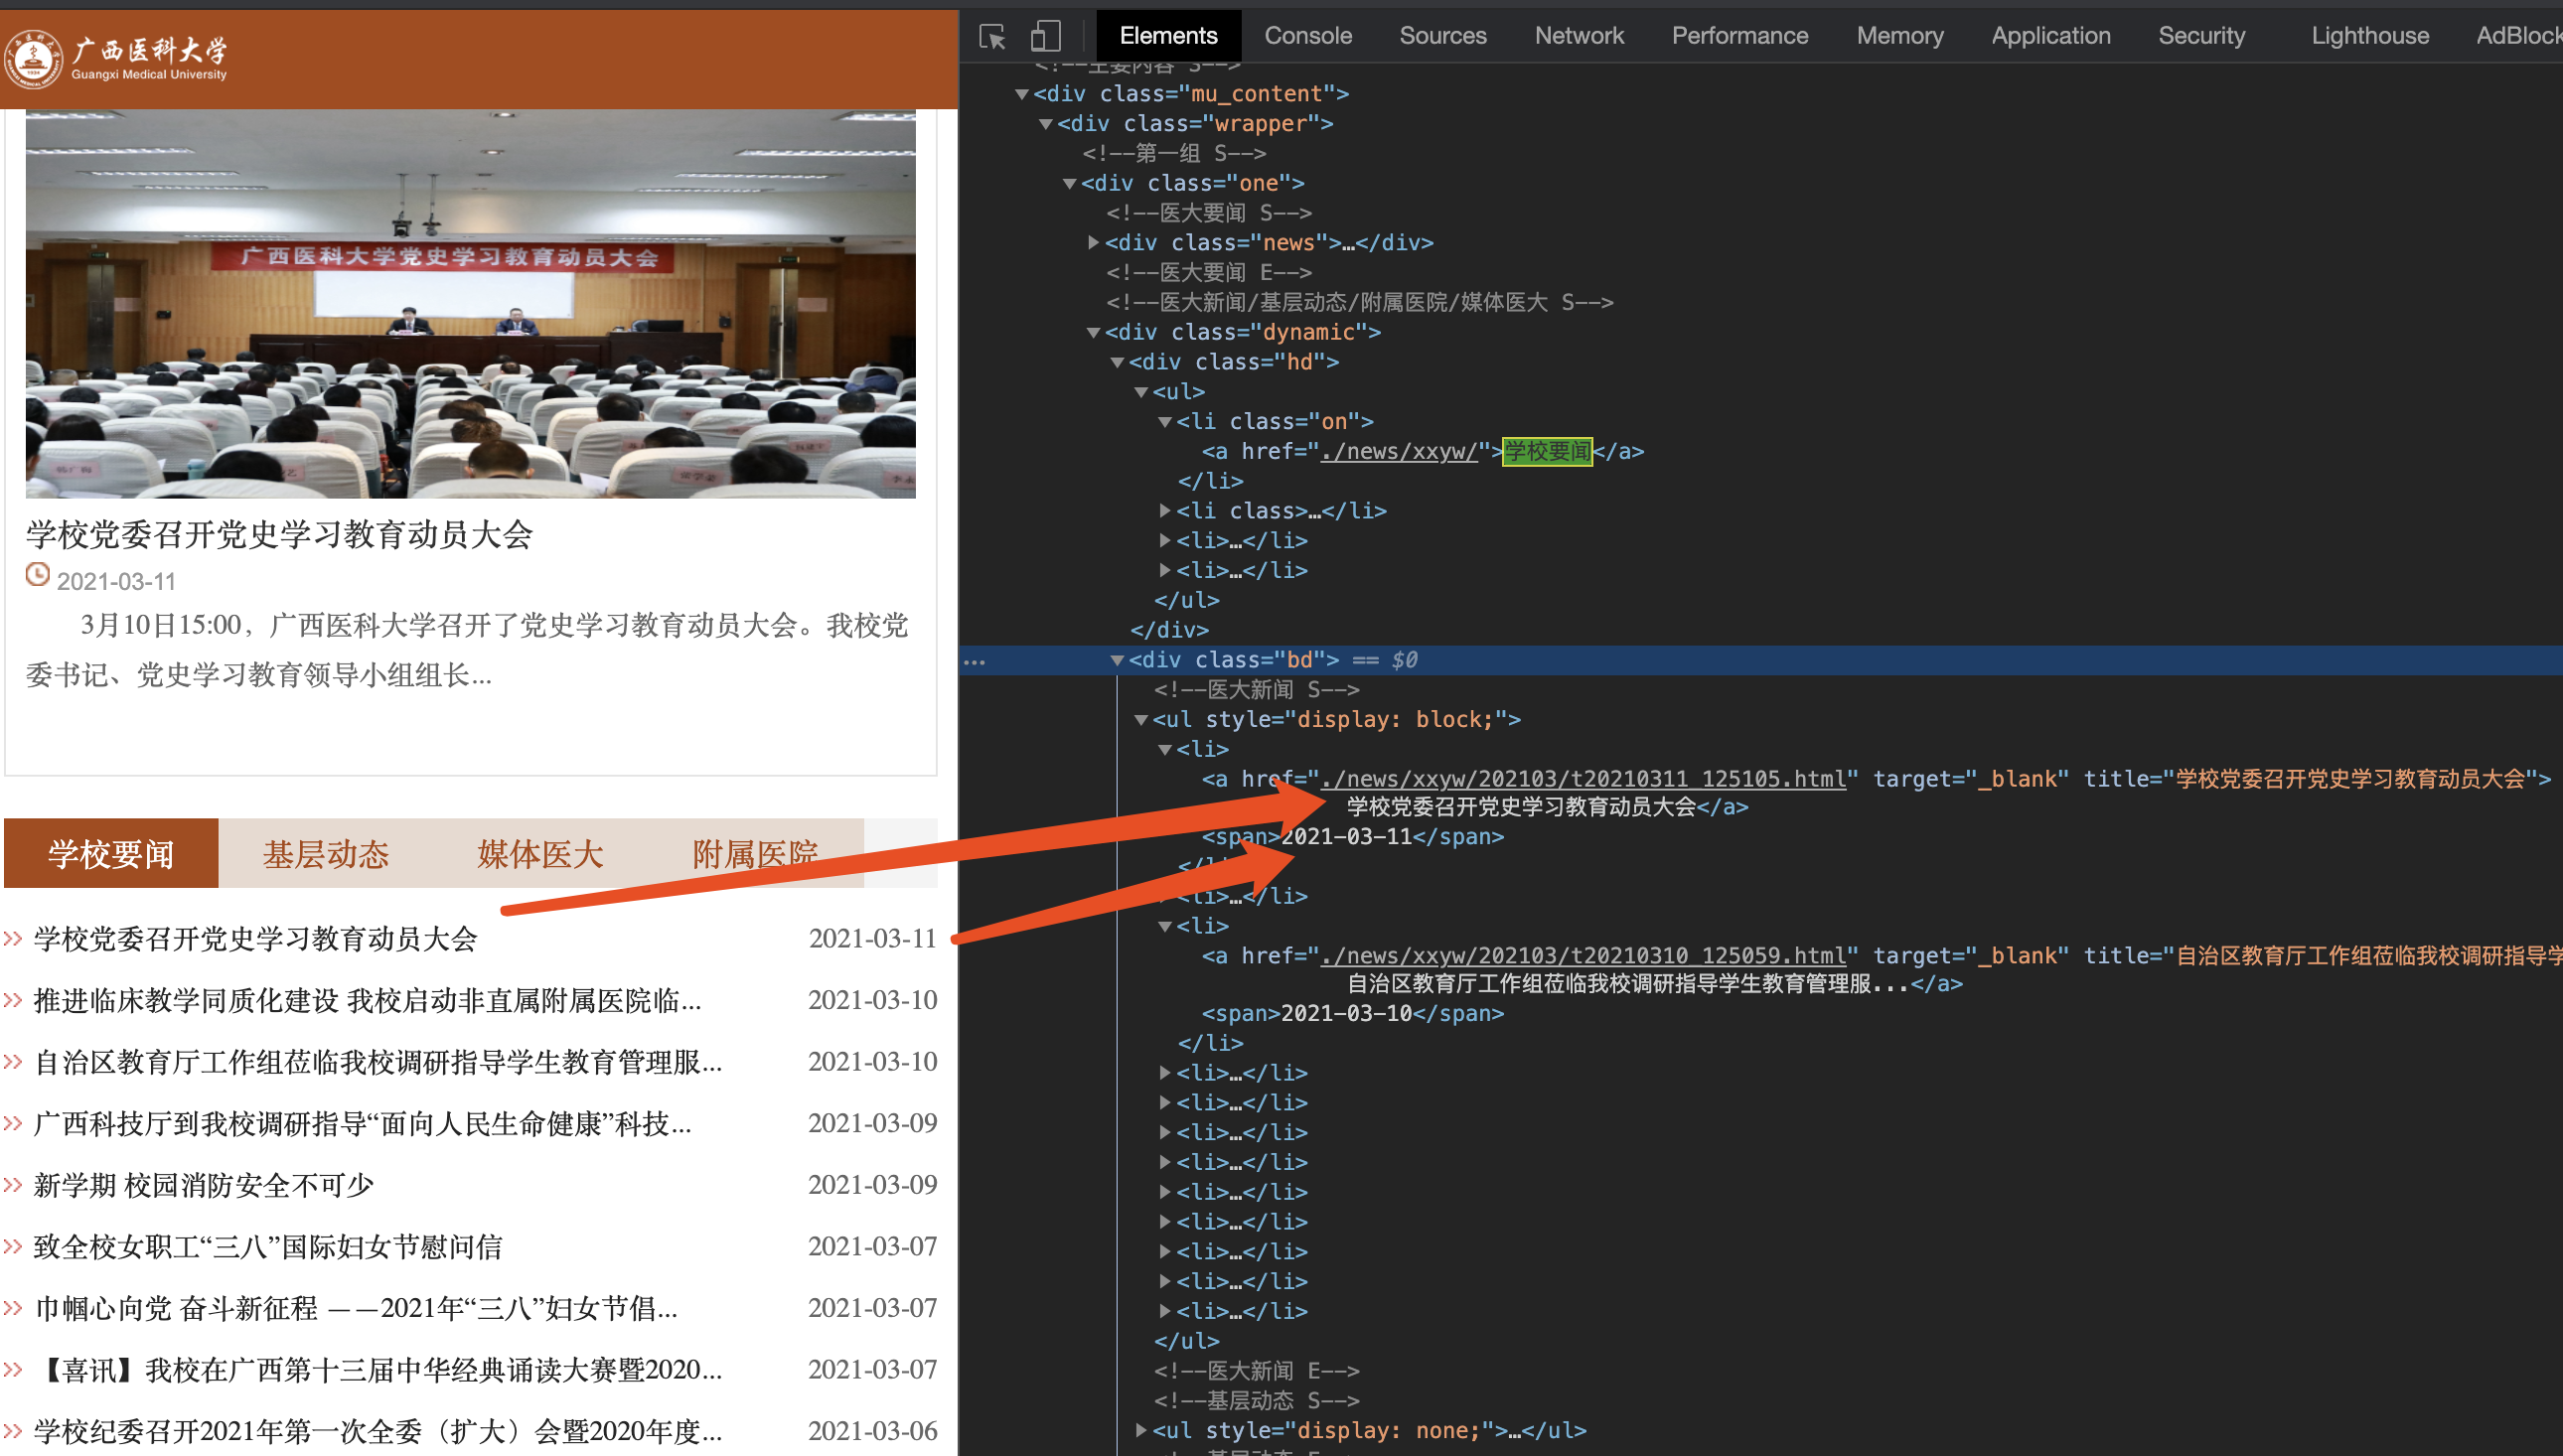 广西医科大学
Guangxi Medical University
广西医科大学党史学习教育动员大会
学校党委召开党史学习教育动员大会
2021-03-11
3月10日15:00，广西医科大学召开了党史学习教育动员大会。我校党
委书记、党史学习教育领导小组组长...
学校要闻 基层动态 媒体医大 附属医院
学校党委召开党史学习教育动员大会 2021-03-11
推进临床教学同质化建设 我校启动非直属附属医院临... 2021-03-10
自治区教育厅工作组莅临我校调研指导学生教育管理服... 2021-03-10
广西科技厅到我校调研指导“面向人民生命健康”科技... 2021-03-09
新学期 校园消防安全不可少 2021-03-09
致全校女职工“三八”国际妇女节慰问信 2021-03-07
巾帼心向党 奋斗新征程 ——2021年“三八”妇女节倡... 2021-03-07
【喜讯】我校在广西第十三届中华经典诵读大赛暨2020... 2021-03-07
学校纪委召开2021年第一次全委（扩大）会暨2020年度... 2021-03-06
Elements Console Sources Network Performance Memory Application Security Lighthouse AdBlock
<!--主要内容 S-->
<div class="mu_content">
<div class="wrapper">
<!--第一组 S-->
<div class="one">
<!--医大要闻 S-->
<div class="news">…</div>
<!--医大要闻 E-->
<!--医大新闻/基层动态/附属医院/媒体医大 S-->
<div class="dynamic">
<div class="hd">
<ul>
<li class="on">
<a href="./news/xxyw/">学校要闻</a>
</li>
<li class>…</li>
<li>…</li>
<li>…</li>
</ul>
</div>
… <div class="bd"> == $0
<!--医大新闻 S-->
<ul style="display: block;">
<li>
<a href="./news/xxyw/202103/t20210311_125105.html" target="_blank" title="学校党委召开党史学习教育动员大会">
学校党委召开党史学习教育动员大会</a>
<span>2021-03-11</span>
</li>
<li>…</li>
<li>
<a href="./news/xxyw/202103/t20210310_125059.html" target="_blank" title="自治区教育厅工作组莅临我校调研指导学
自治区教育厅工作组莅临我校调研指导学生教育管理服...</a>
<span>2021-03-10</span>
</li>
<li>…</li>
<li>…</li>
<li>…</li>
<li>…</li>
<li>…</li>
<li>…</li>
<li>…</li>
<li>…</li>
<li>…</li>
</ul>
<!--医大新闻 E-->
<!--基层动态 S-->
<ul style="display: none;">…</ul>
<!--基层动态 E-->